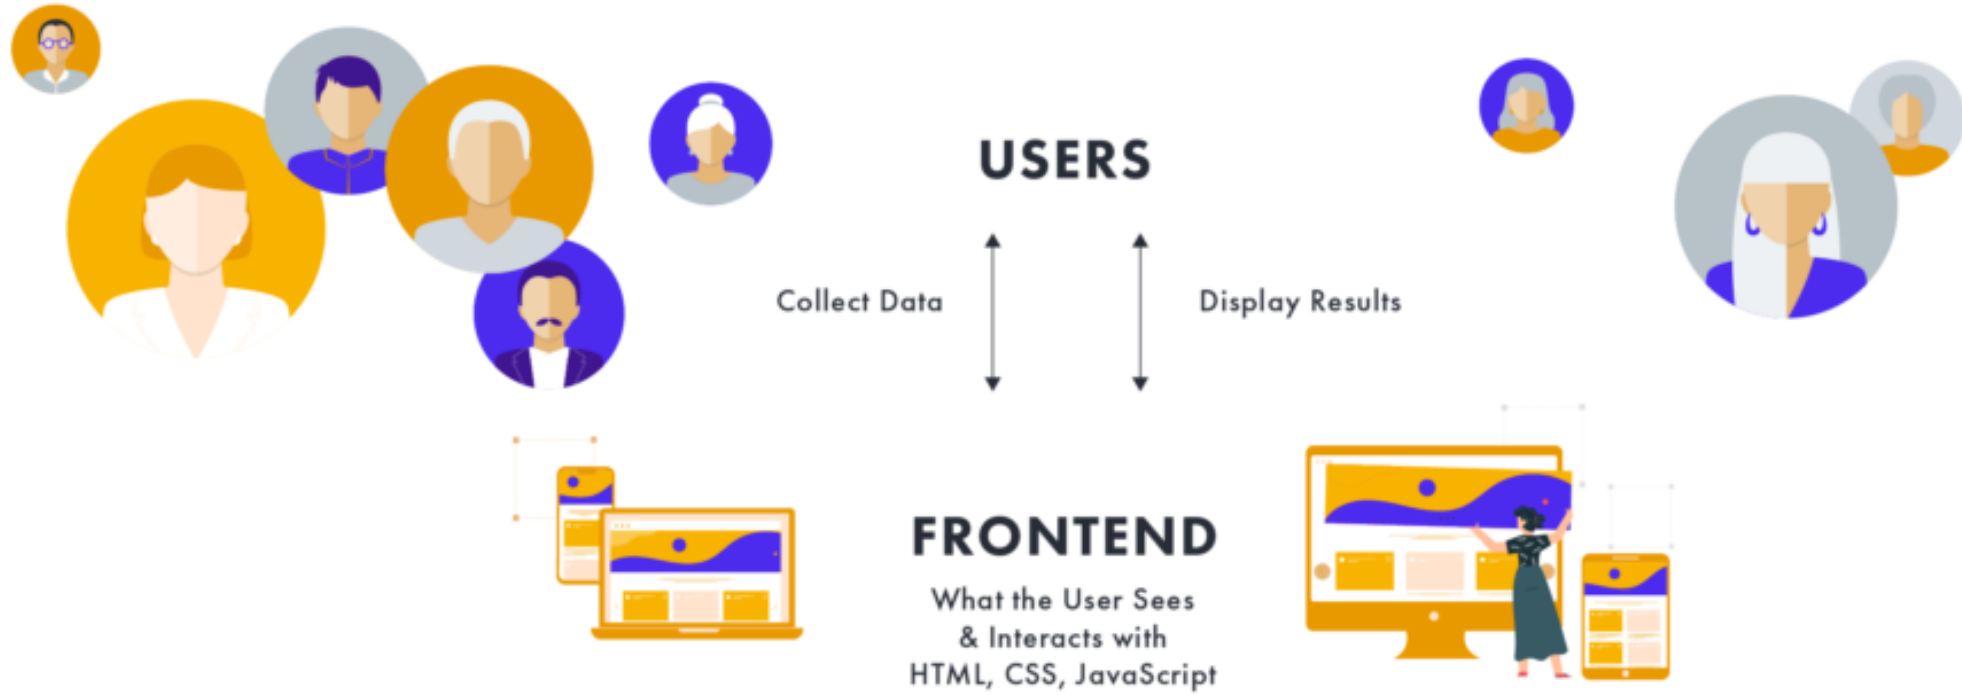 USERS
Collect Data
Display Results
FRONTEND
What the User Sees
& Interacts with
HTML, CSS, JavaScript